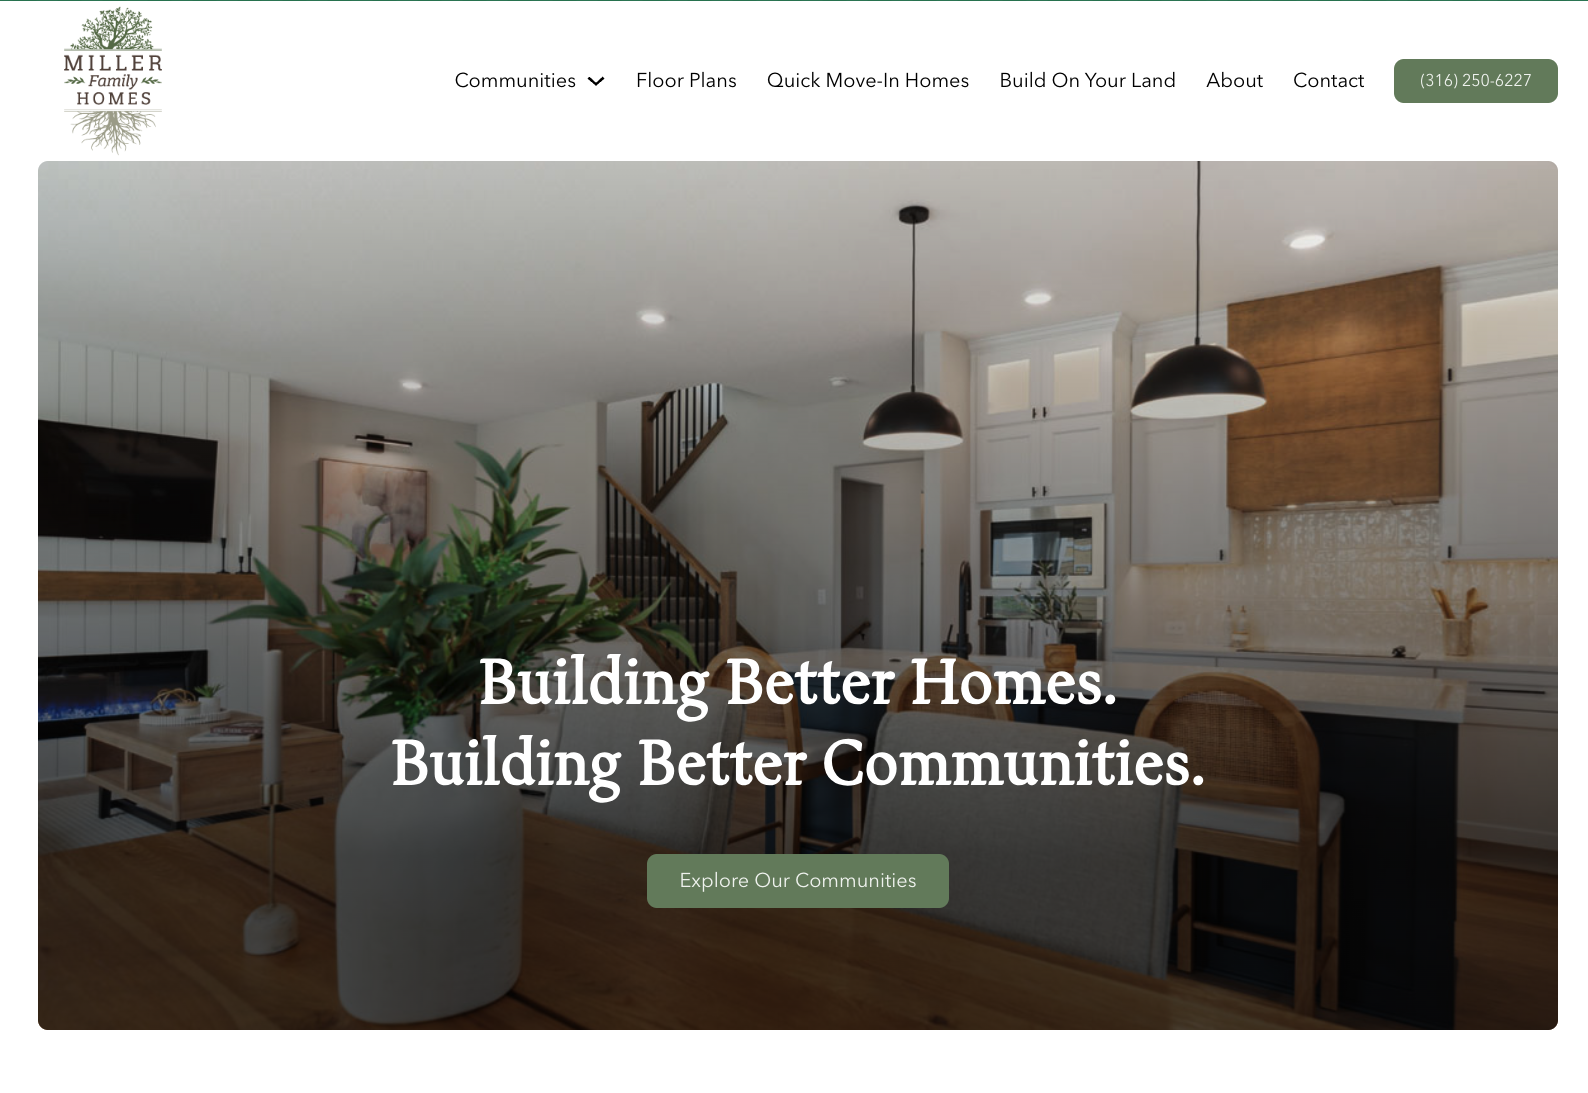 MILLER
Family
HOMES
Communities
Floor Plans
Quick Move-In Homes
Build On Your Land
About
Contact
(316) 250-6227
Building Better Homes.
Building Better Communities.
Explore Our Communities